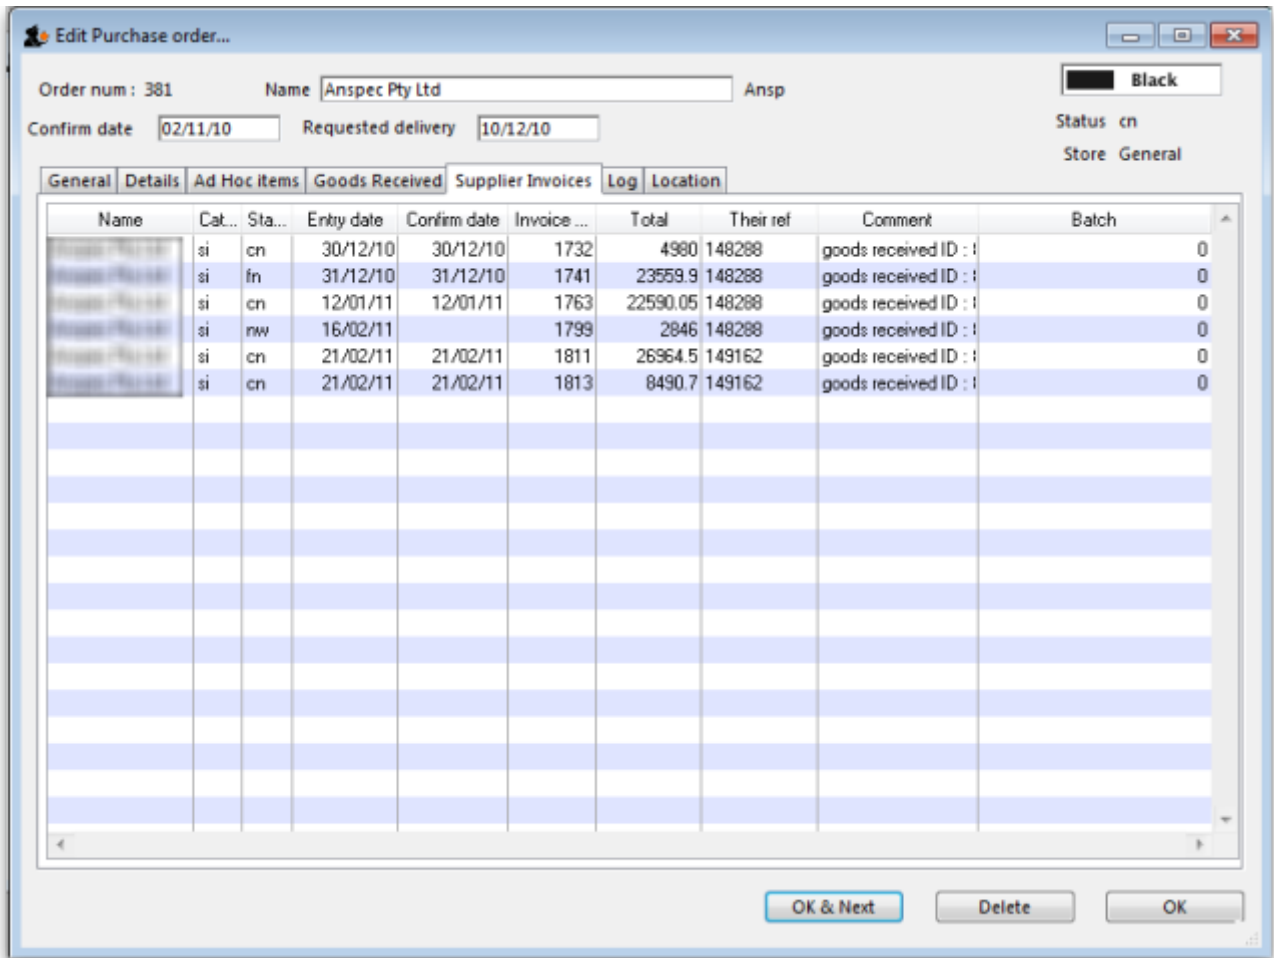 Edit Purchase order...
Order num : 381 Name Anspec Pty Ltd Ansp Black
Confirm date 02/11/10 Requested delivery 10/12/10 Status cn
Store General
General Details Ad Hoc items Goods Received Supplier Invoices Log Location
Name Cat... Sta... Entry date Confirm date Invoice ... Total Their ref Comment Batch
si cn 30/12/10 30/12/10 1732 4980 148288 goods received ID : 0
si fn 31/12/10 31/12/10 1741 23559.9 148288 goods received ID : 0
si cn 12/01/11 12/01/11 1763 22590.05 148288 goods received ID : 0
si nw 16/02/11 1799 2846 148288 goods received ID : 0
si cn 21/02/11 21/02/11 1811 26964.5 149162 goods received ID : 0
si cn 21/02/11 21/02/11 1813 8490.7 149162 goods received ID : 0
OK & Next Delete OK